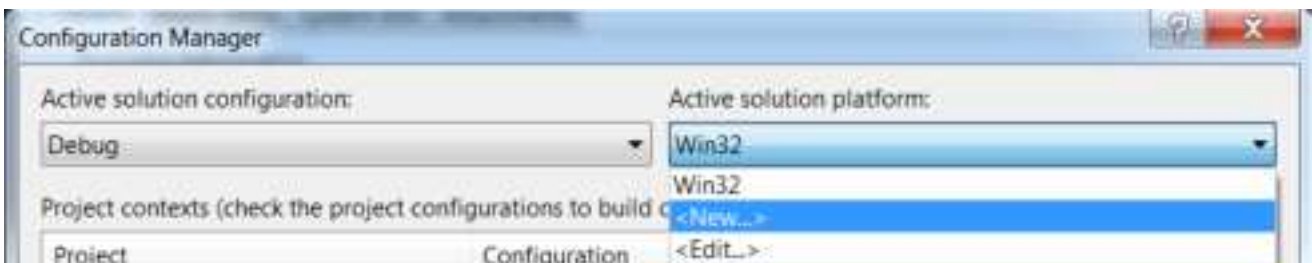 Configuration Manager
Active solution configuration:
Active solution platform:
Debug
Win32
Win32
Project contexts (check the project configurations to build
<New...>
<Edit...>
Project
Configuration